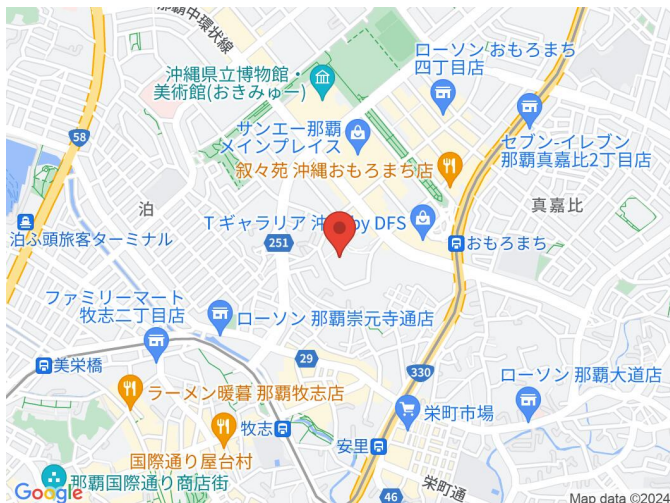 那覇中環状線
ローソン おもろまち
四丁目店
沖縄県立博物館・
美術館(おきみゅー)
58
サンエー那覇
メインプレイス
セブン-イレブン
那覇真嘉比2丁目店
叙々苑 沖縄おもろまち店
泊
真嘉比
T ギャラリア 沖
by DFS
泊ふ頭旅客ターミナル
251
おもろまち
ファミリーマート
牧志二丁目店
ローソン 那覇崇元寺通店
美栄橋
29
330
ローソン 那覇大道店
ラーメン暖暮 那覇牧志店
栄町市場
牧志
安里
国際通り屋台村
那覇国際通り商店街
46
栄町通
Google
Map data ©2024